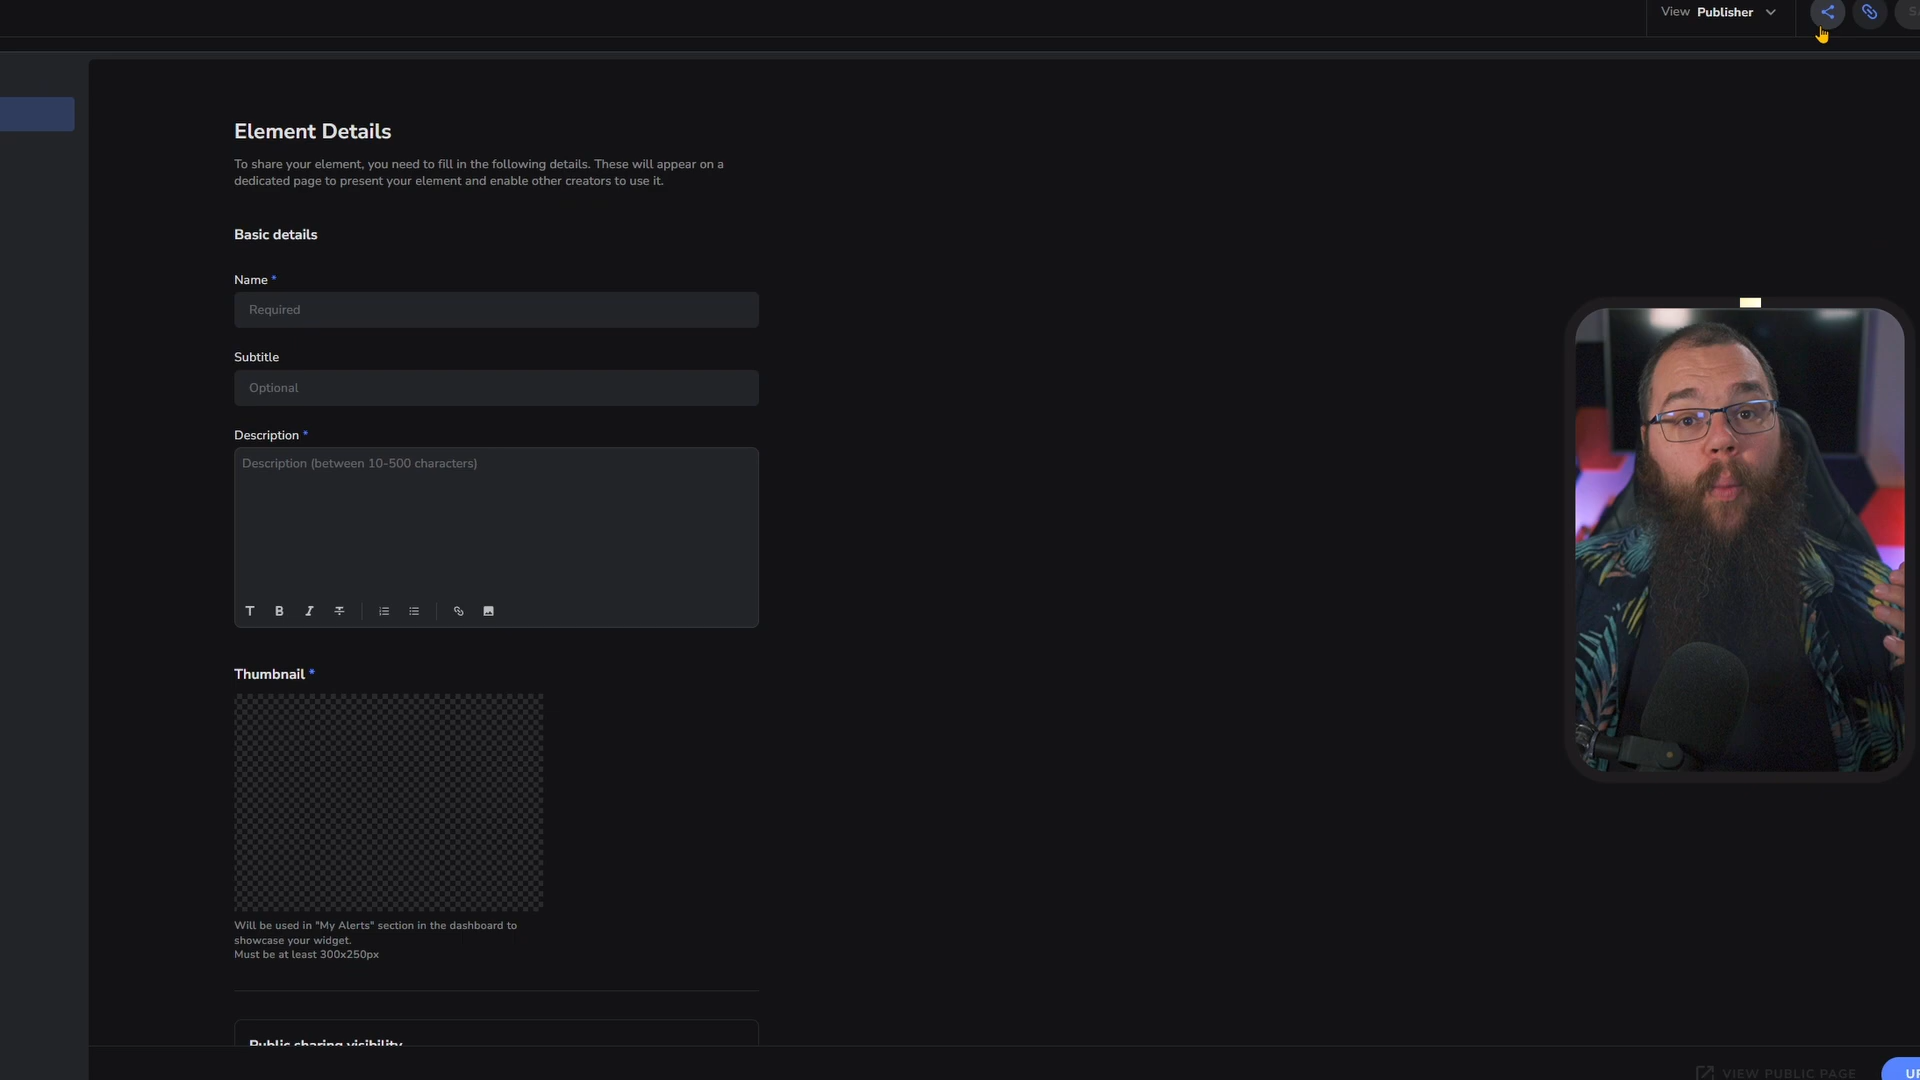 View Publisher
Element Details
To share your element, you need to fill in the following details. These will appear on a
dedicated page to present your element and enable other creators to use it.
Basic details
Name *
Required
Subtitle
Optional
Description *
Description (between 10-500 characters)
T B I
Thumbnail *
Will be used in "My Alerts" section in the dashboard to
showcase your widget.
Must be at least 300x250px
Public sharing visibility
VIEW PUBLIC PAGE